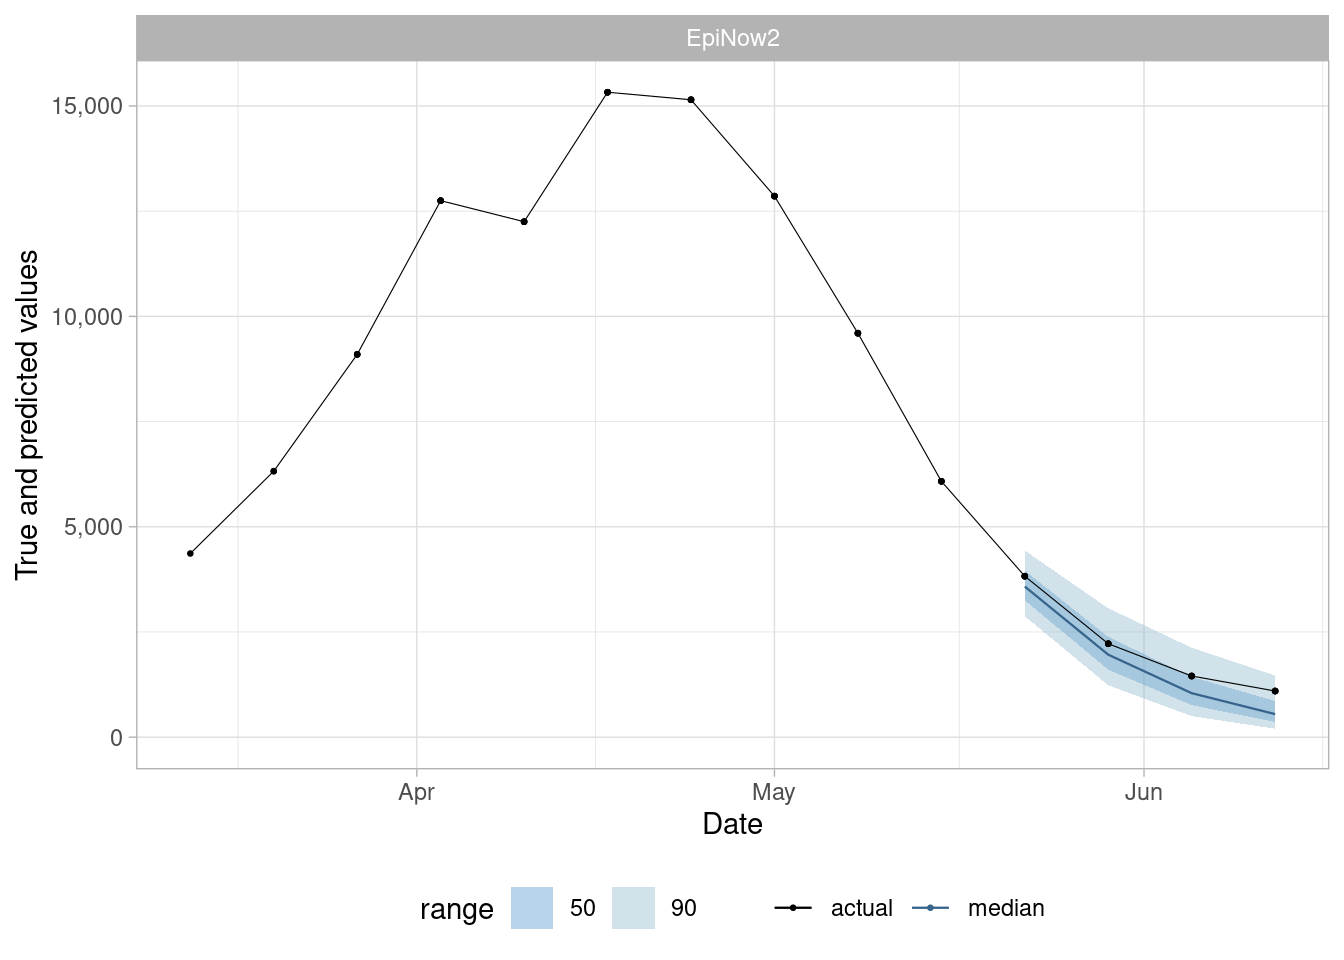 EpiNow2
True and predicted values
15,000
10,000
5,000
0
Apr May Jun
Date
range 50 90 actual median